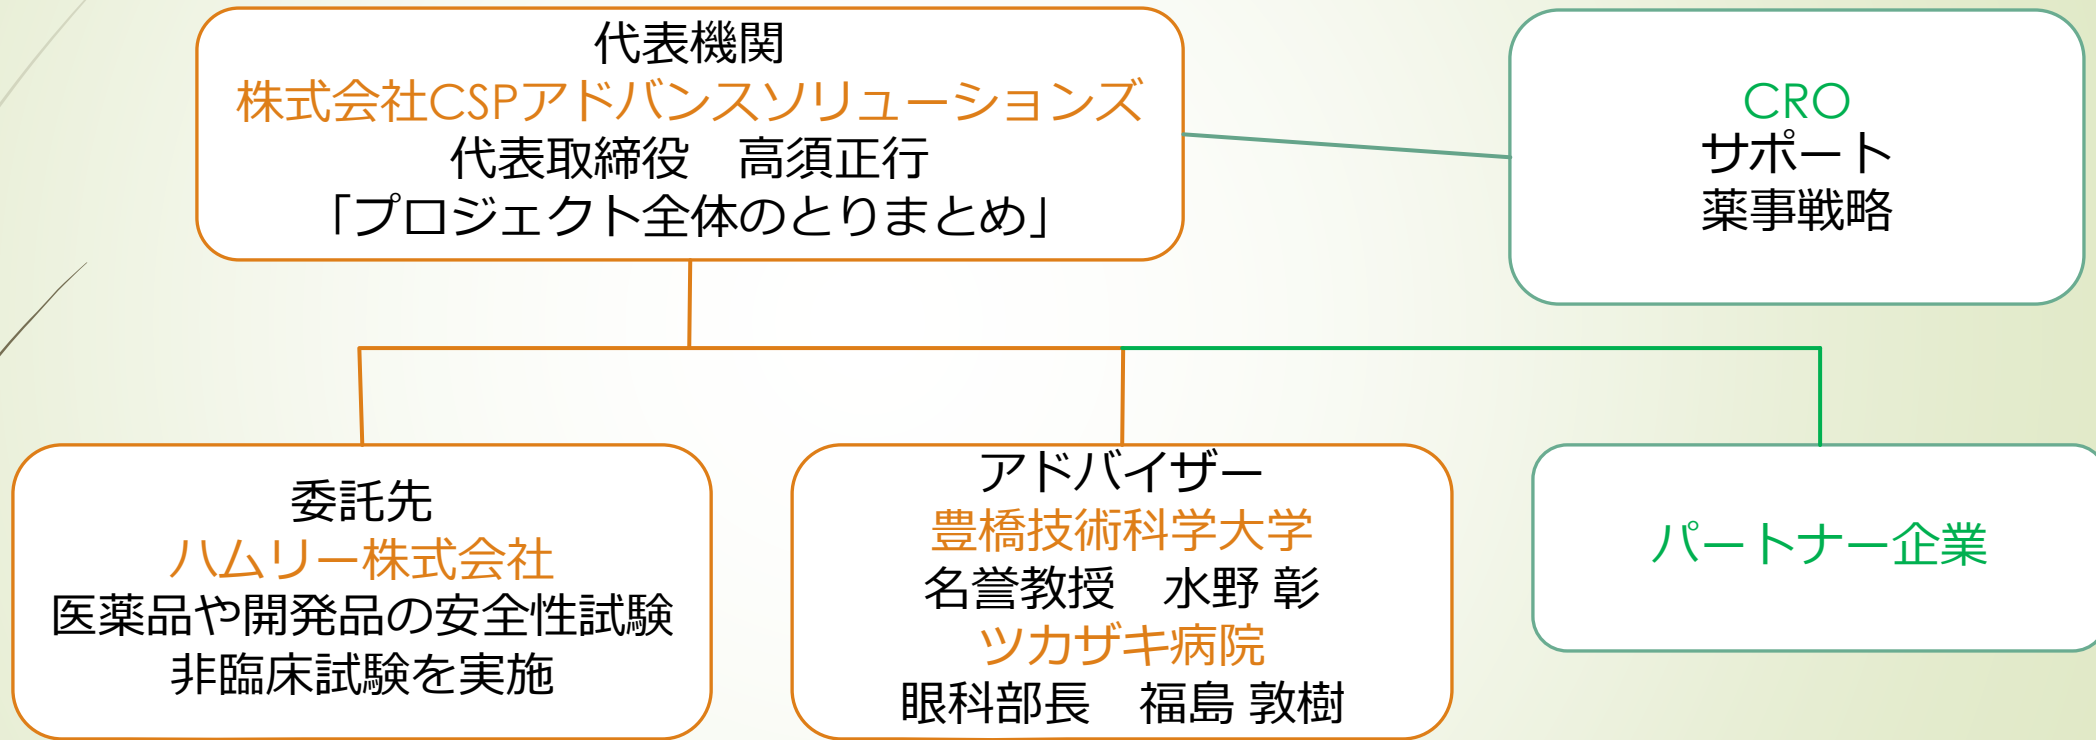 代表機関
株式会社CSPアドバンスソリューションズ
代表取締役　高須正行
「プロジェクト全体のとりまとめ」
CRO
サポート
薬事戦略
委託先
ハムリー株式会社
医薬品や開発品の安全性試験
非臨床試験を実施
アドバイザー
豊橋技術科学大学
名誉教授　水野 彰
ツカザキ病院
眼科部長　福島 敦樹
パートナー企業